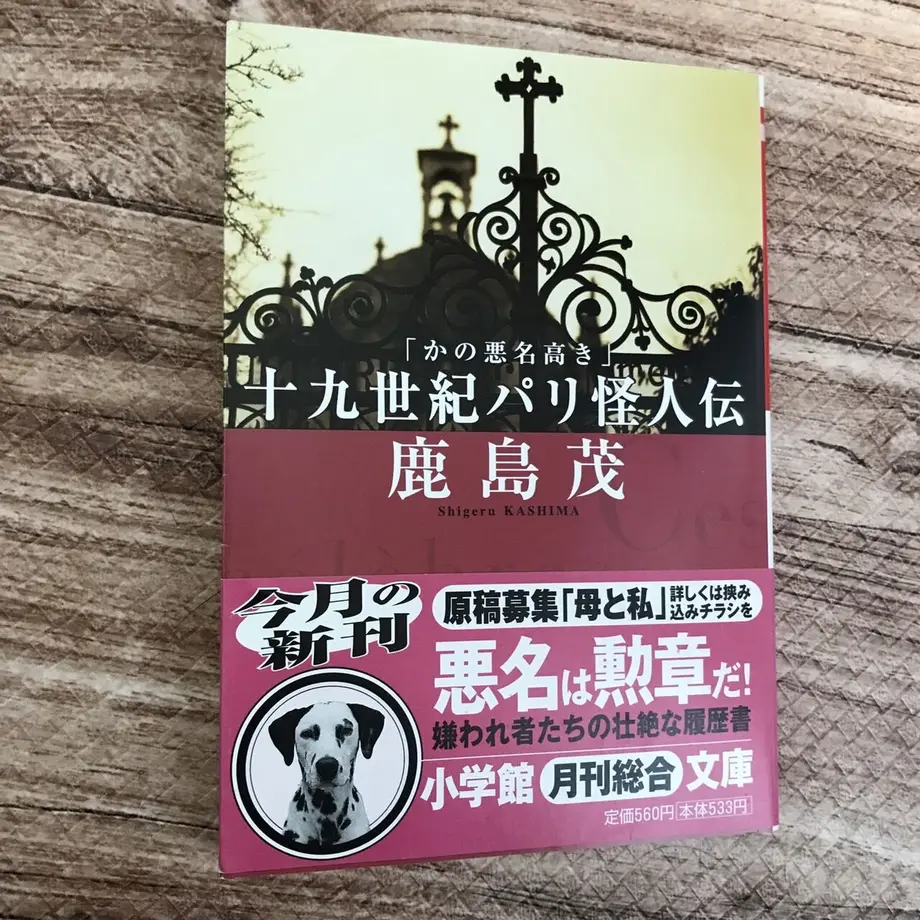 「かの悪名高き」
十九世紀パリ怪人伝
鹿島茂
Shigeru KASHIMA
今月の
新刊
原稿募集「母と私」
詳しくは挟み
込みチラシを
悪名は勲章だ!
嫌われ者たちの壮絶な履歴書
小学館 月刊総合 文庫
定価560円 本体533円